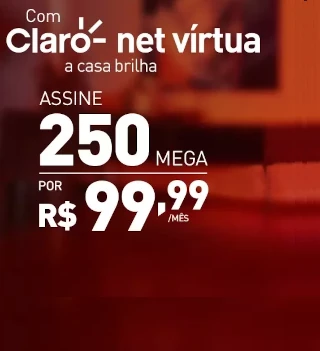 Com
Claro- net vírtua
a casa brilha
ASSINE
250 MEGA
POR
R$ 99,99
/MÊS